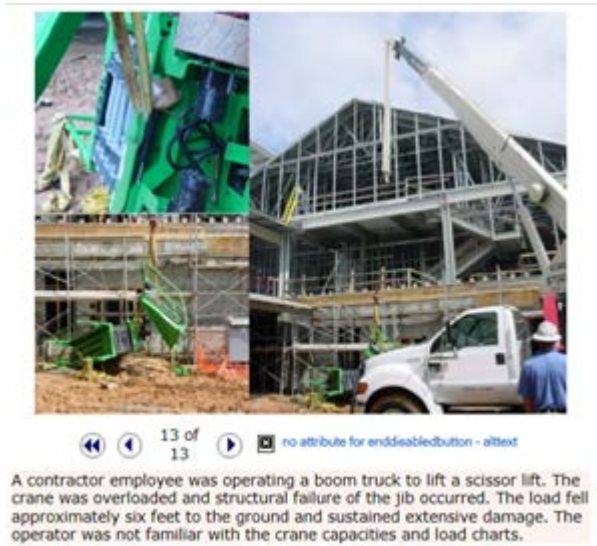 13 of
13
no attribute for enddisabledbutton - alttext
A contractor employee was operating a boom truck to lift a scissor lift. The
crane was overloaded and structural failure of the jib occurred. The load fell
approximately six feet to the ground and sustained extensive damage. The
operator was not familiar with the crane capacities and load charts.